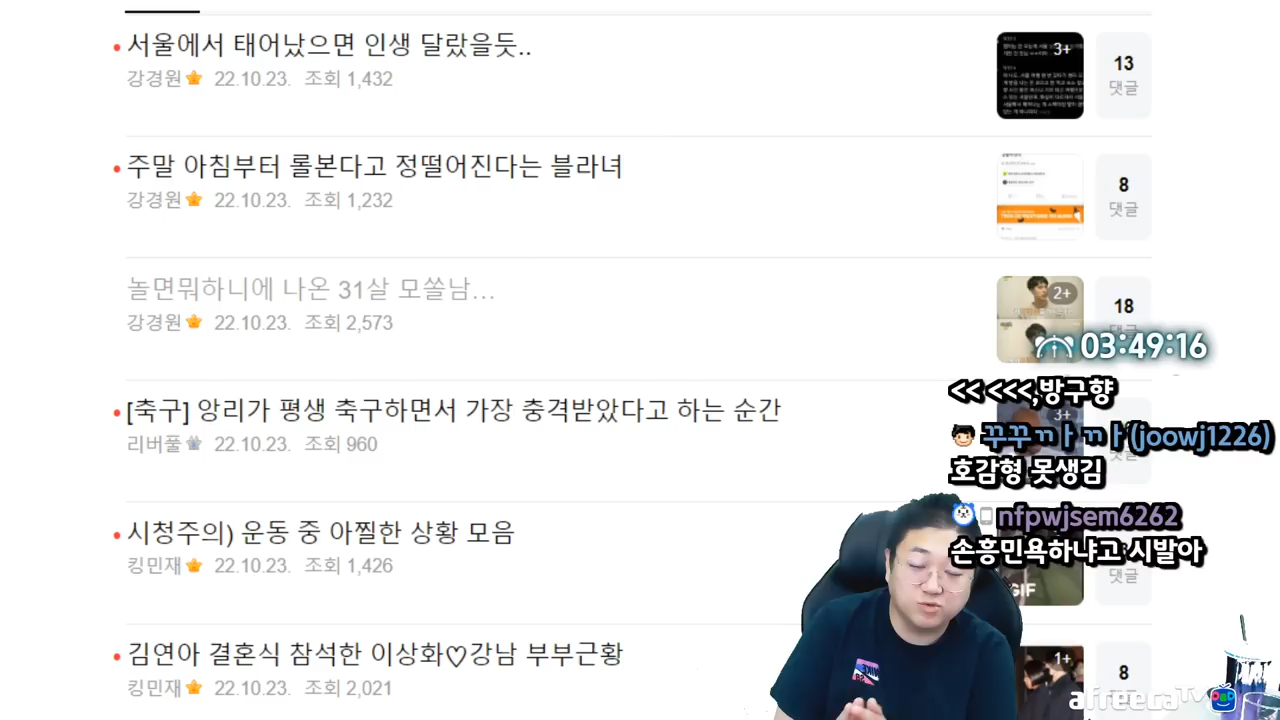 서울에서 태어났으면 인생 달랐을듯..
강경원 22.10.23. 조회 1,432
3+
13
댓글
주말 아침부터 롤본다고 정떨어진다는 블라녀
강경원 22.10.23. 조회 1,232
8
댓글
놀면뭐하니에 나온 31살 모쏠남...
강경원 22.10.23. 조회 2,573
2+
18
댓글
03:49:16
<< <<<,방구향
[축구] 앙리가 평생 축구하면서 가장 충격받았다고 하는 순간
리버풀 22.10.23. 조회 960
3+
꾸꾸ㄲㅏㄲㅏ(joowj1226)
호감형 못생김
시청주의) 운동 중 아찔한 상황 모음
킹민재 22.10.23. 조회 1,426
nfpwjsem6262
손흥민욕하냐고 시발아
GIF
댓글
김연아 결혼식 참석한 이상화♡강남 부부근황
킹민재 22.10.23. 조회 2,021
1+
8
afreecaTV